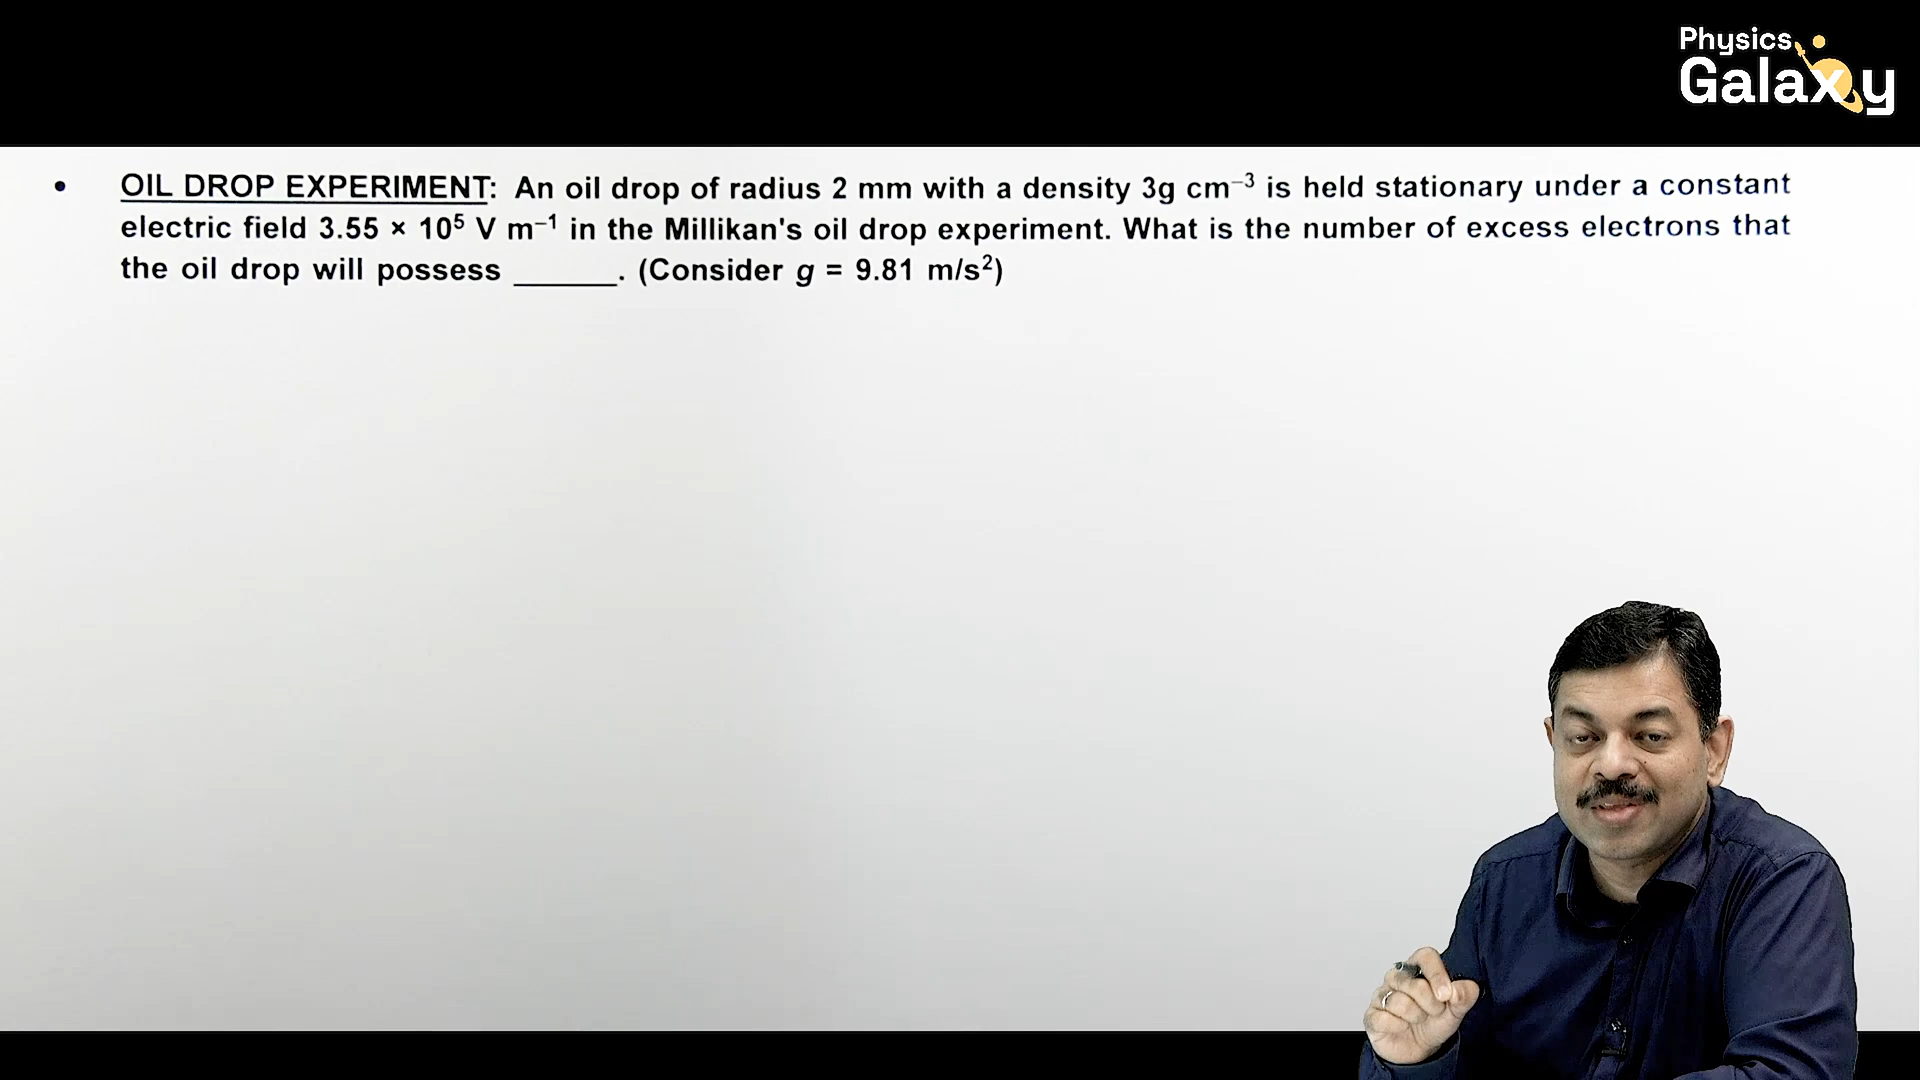 Physics
Galaxy
• OIL DROP EXPERIMENT: An oil drop of radius 2 mm with a density 3g cm⁻³ is held stationary under a constant
electric field 3.55 × 10⁵ V m⁻¹ in the Millikan's oil drop experiment. What is the number of excess electrons that
the oil drop will possess ______. (Consider g = 9.81 m/s²)